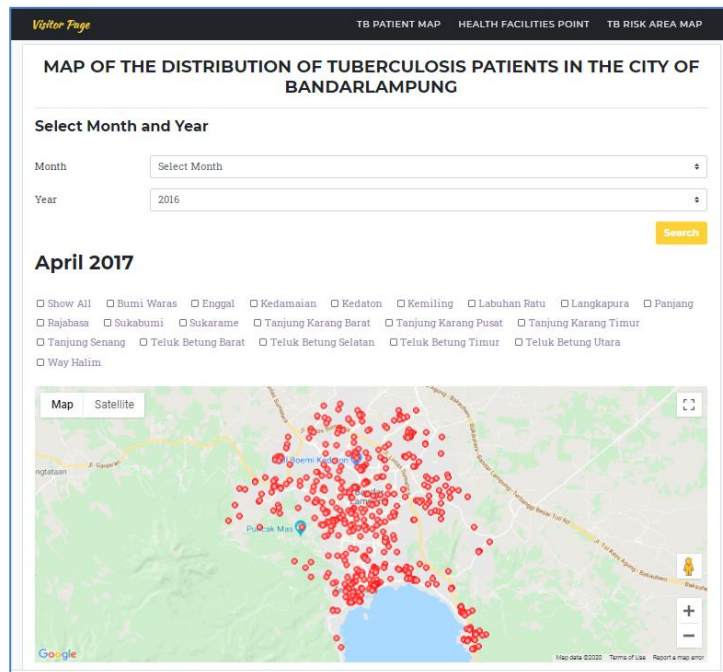 Visitor Page TB PATIENT MAP HEALTH FACILITIES POINT TB RISK AREA MAP
MAP OF THE DISTRIBUTION OF TUBERCULOSIS PATIENTS IN THE CITY OF
BANDARLAMPUNG
Select Month and Year
Month Select Month
Year 2016
Search
April 2017
Show All Bumi Waras Enggal Kedamaian Kedaton Kemiling Labuhan Ratu Langkapura Panjang
Rajabasa Sukabumi Sukarame Tanjung Karang Barat Tanjung Karang Pusat Tanjung Karang Timur
Tanjung Senang Teluk Betung Barat Teluk Betung Selatan Teluk Betung Timur Teluk Betung Utara
Way Halim
Map Satellite
Boemi Kedaton
ngtataan
Puncak Mas
Google
Map data ©2020 Terms of Use Report a map error